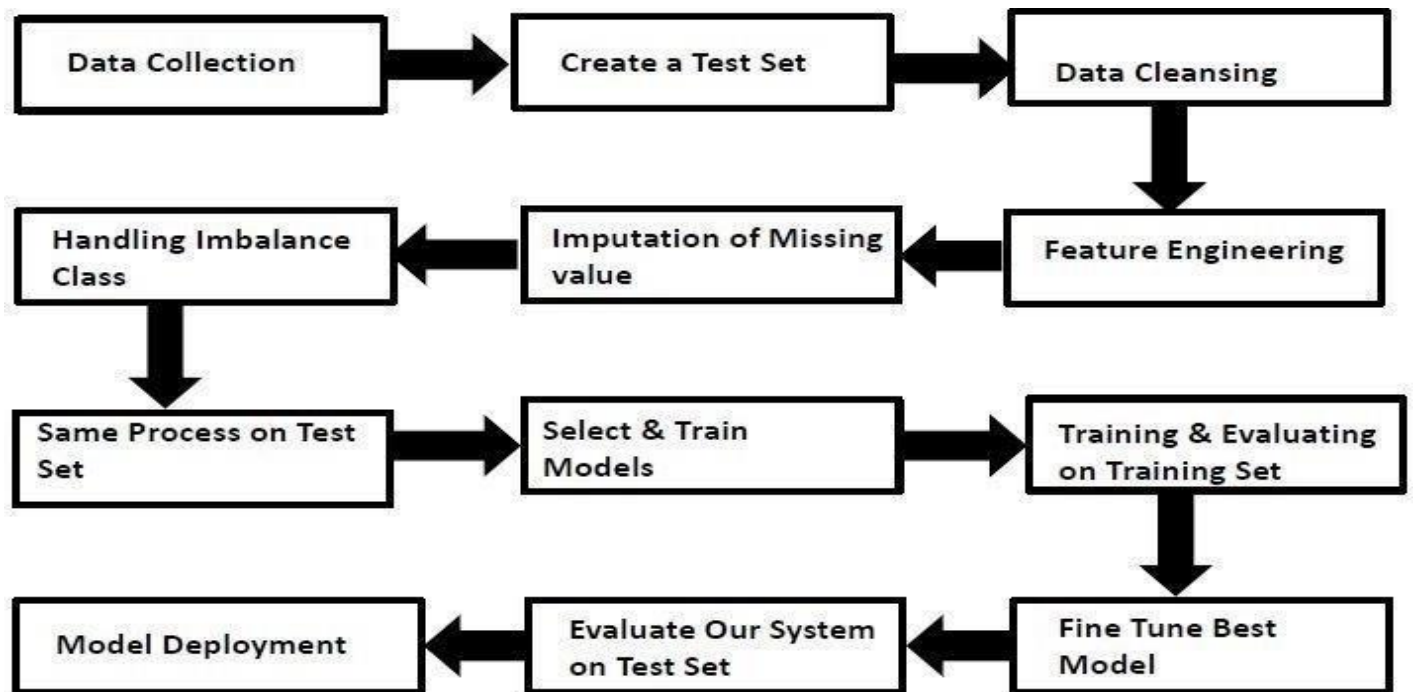 Data Collection
Create a Test Set
Data Cleansing
Feature Engineering
Imputation of Missing
value
Handling Imbalance
Class
Same Process on Test
Set
Select & Train
Models
Training & Evaluating
on Training Set
Fine Tune Best
Model
Evaluate Our System
on Test Set
Model Deployment